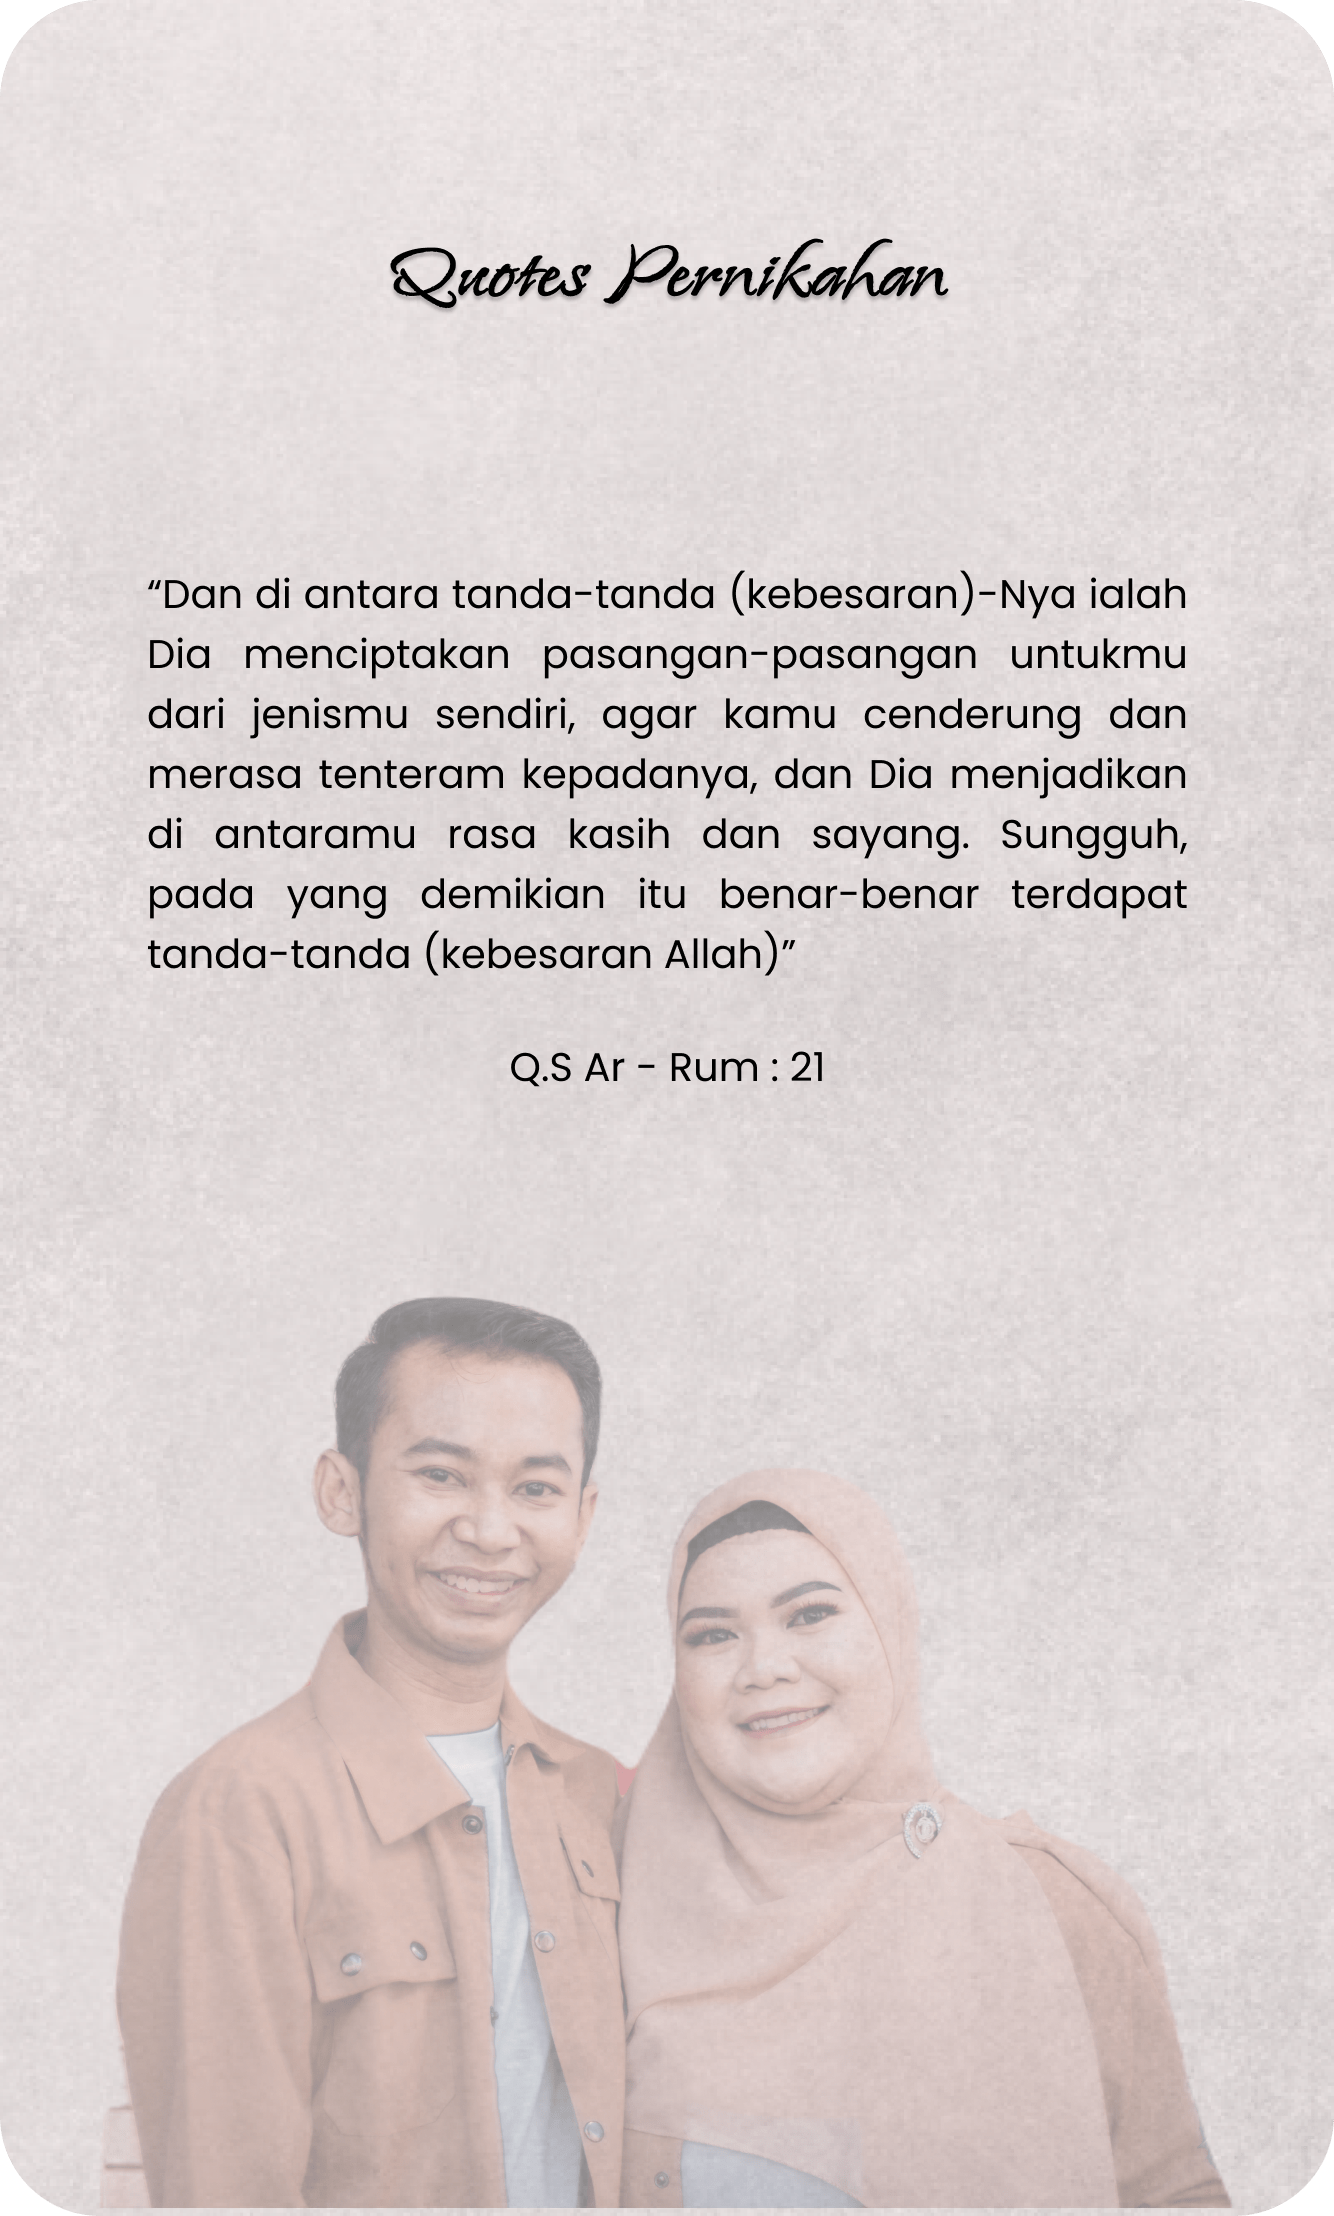 Quotes Pernikahan
“Dan di antara tanda-tanda (kebesaran)-Nya ialah
Dia menciptakan pasangan-pasangan untukmu
dari jenismu sendiri, agar kamu cenderung dan
merasa tenteram kepadanya, dan Dia menjadikan
di antaramu rasa kasih dan sayang. Sungguh,
pada yang demikian itu benar-benar terdapat
tanda-tanda (kebesaran Allah)”
Q.S Ar - Rum : 21